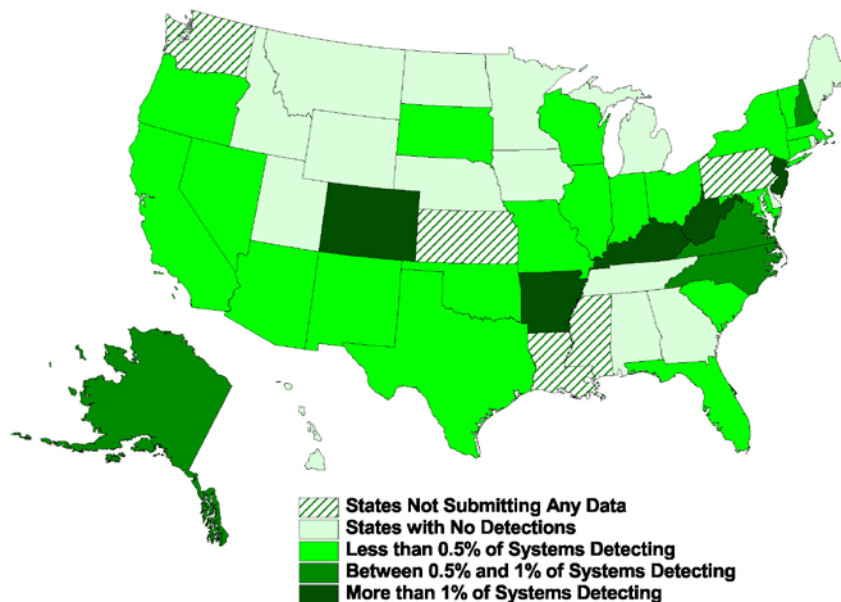 States Not Submitting Any Data
States with No Detections
Less than 0.5% of Systems Detecting
Between 0.5% and 1% of Systems Detecting
More than 1% of Systems Detecting